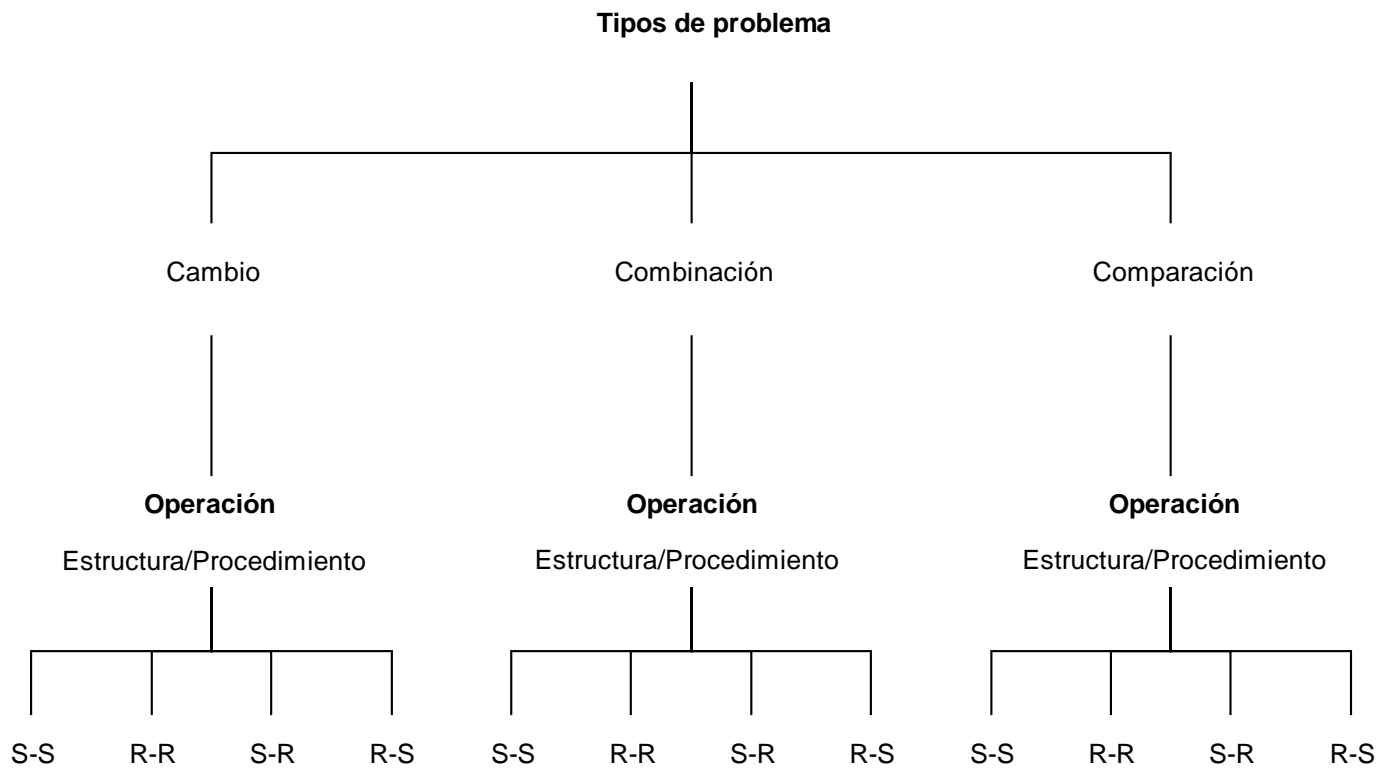 Tipos de problema
Cambio Combinación Comparación
Operación Operación Operación
Estructura/Procedimiento Estructura/Procedimiento Estructura/Procedimiento
S-S R-R S-R R-S S-S R-R S-R R-S S-S R-R S-R R-S